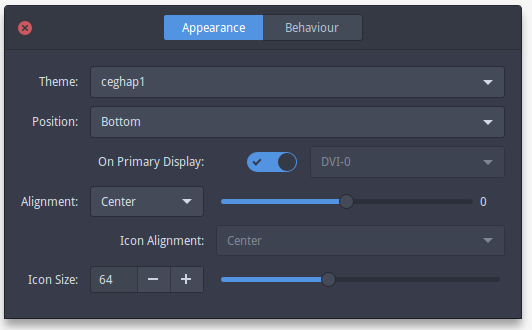 Appearance Behaviour
Theme: ceghap1
Position: Bottom
On Primary Display: DVI-0
Alignment: Center 0
Icon Alignment: Center
Icon Size: 64 − +